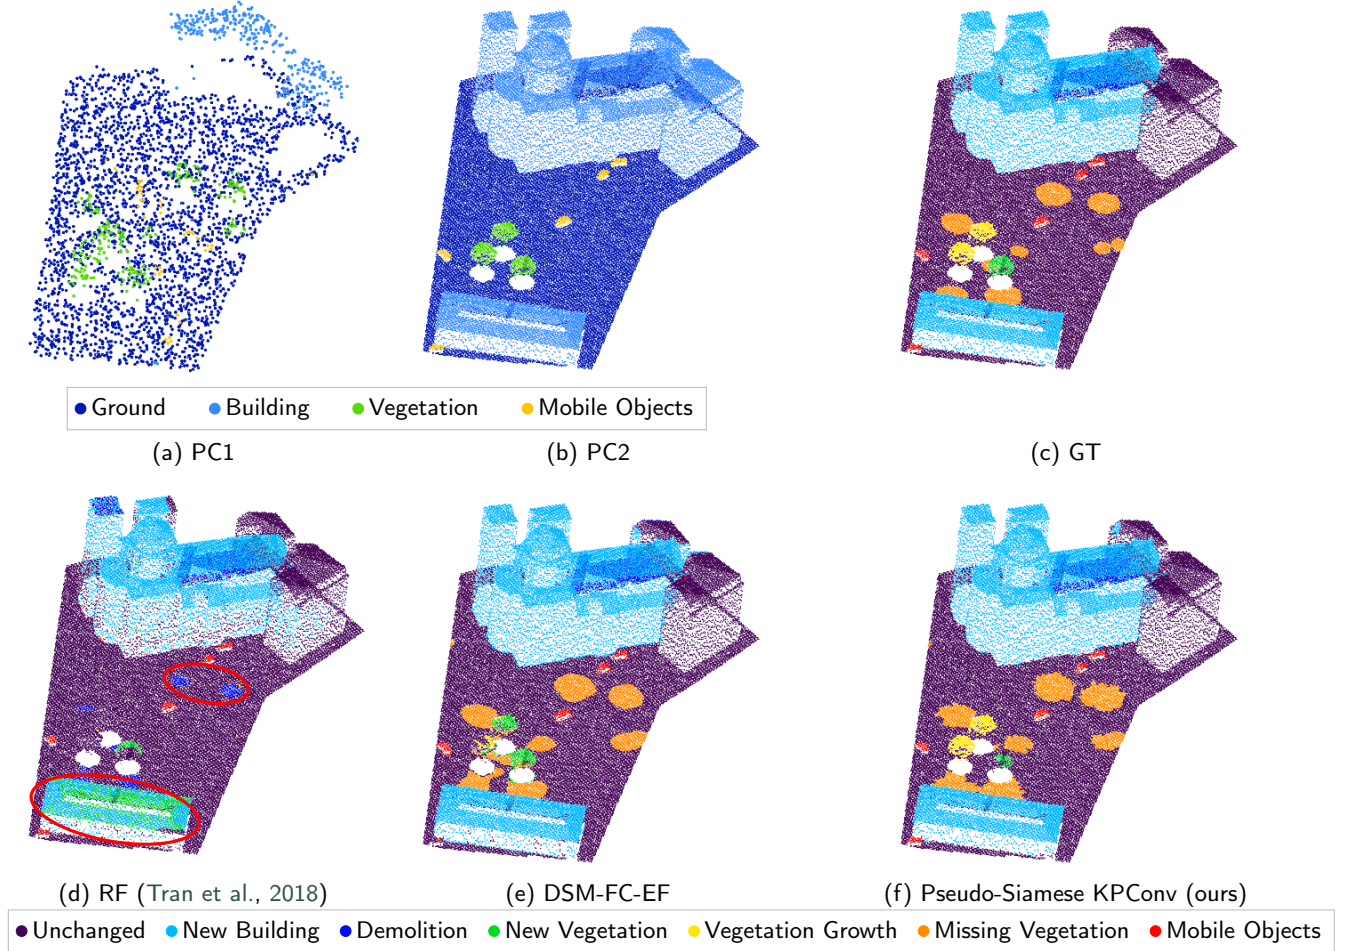 Ground Building Vegetation Mobile Objects
(a) PC1
(b) PC2
(c) GT
(d) RF (Tran et al., 2018)
(e) DSM-FC-EF
(f) Pseudo-Siamese KPConv (ours)
Unchanged New Building Demolition New Vegetation Vegetation Growth Missing Vegetation Mobile Objects